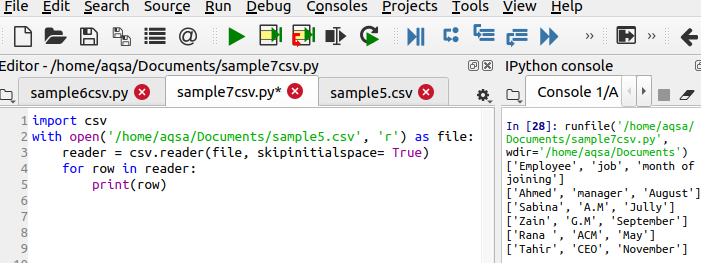 File Edit Search Source Run Debug Consoles Projects Tools View Help
Editor - /home/aqsa/Documents/sample7csv.py
IPython console
sample6csv.py
sample7csv.py*
sample5.csv
Console 1/A
1 import csv
2 with open('/home/aqsa/Documents/sample5.csv', 'r') as file:
3 reader = csv.reader(file, skipinitialspace= True)
4 for row in reader:
5 print(row)
6
7
8
9
In [28]: runfile('/home/aqsa/
Documents/sample7csv.py',
wdir='/home/aqsa/Documents')
['Employee', 'job', 'month of
joining']
['Ahmed', 'manager', 'August']
['Sabina', 'A.M', 'Jully']
['Zain', 'G.M', 'September']
['Rana ', 'ACM', 'May']
['Tahir', 'CEO', 'November']